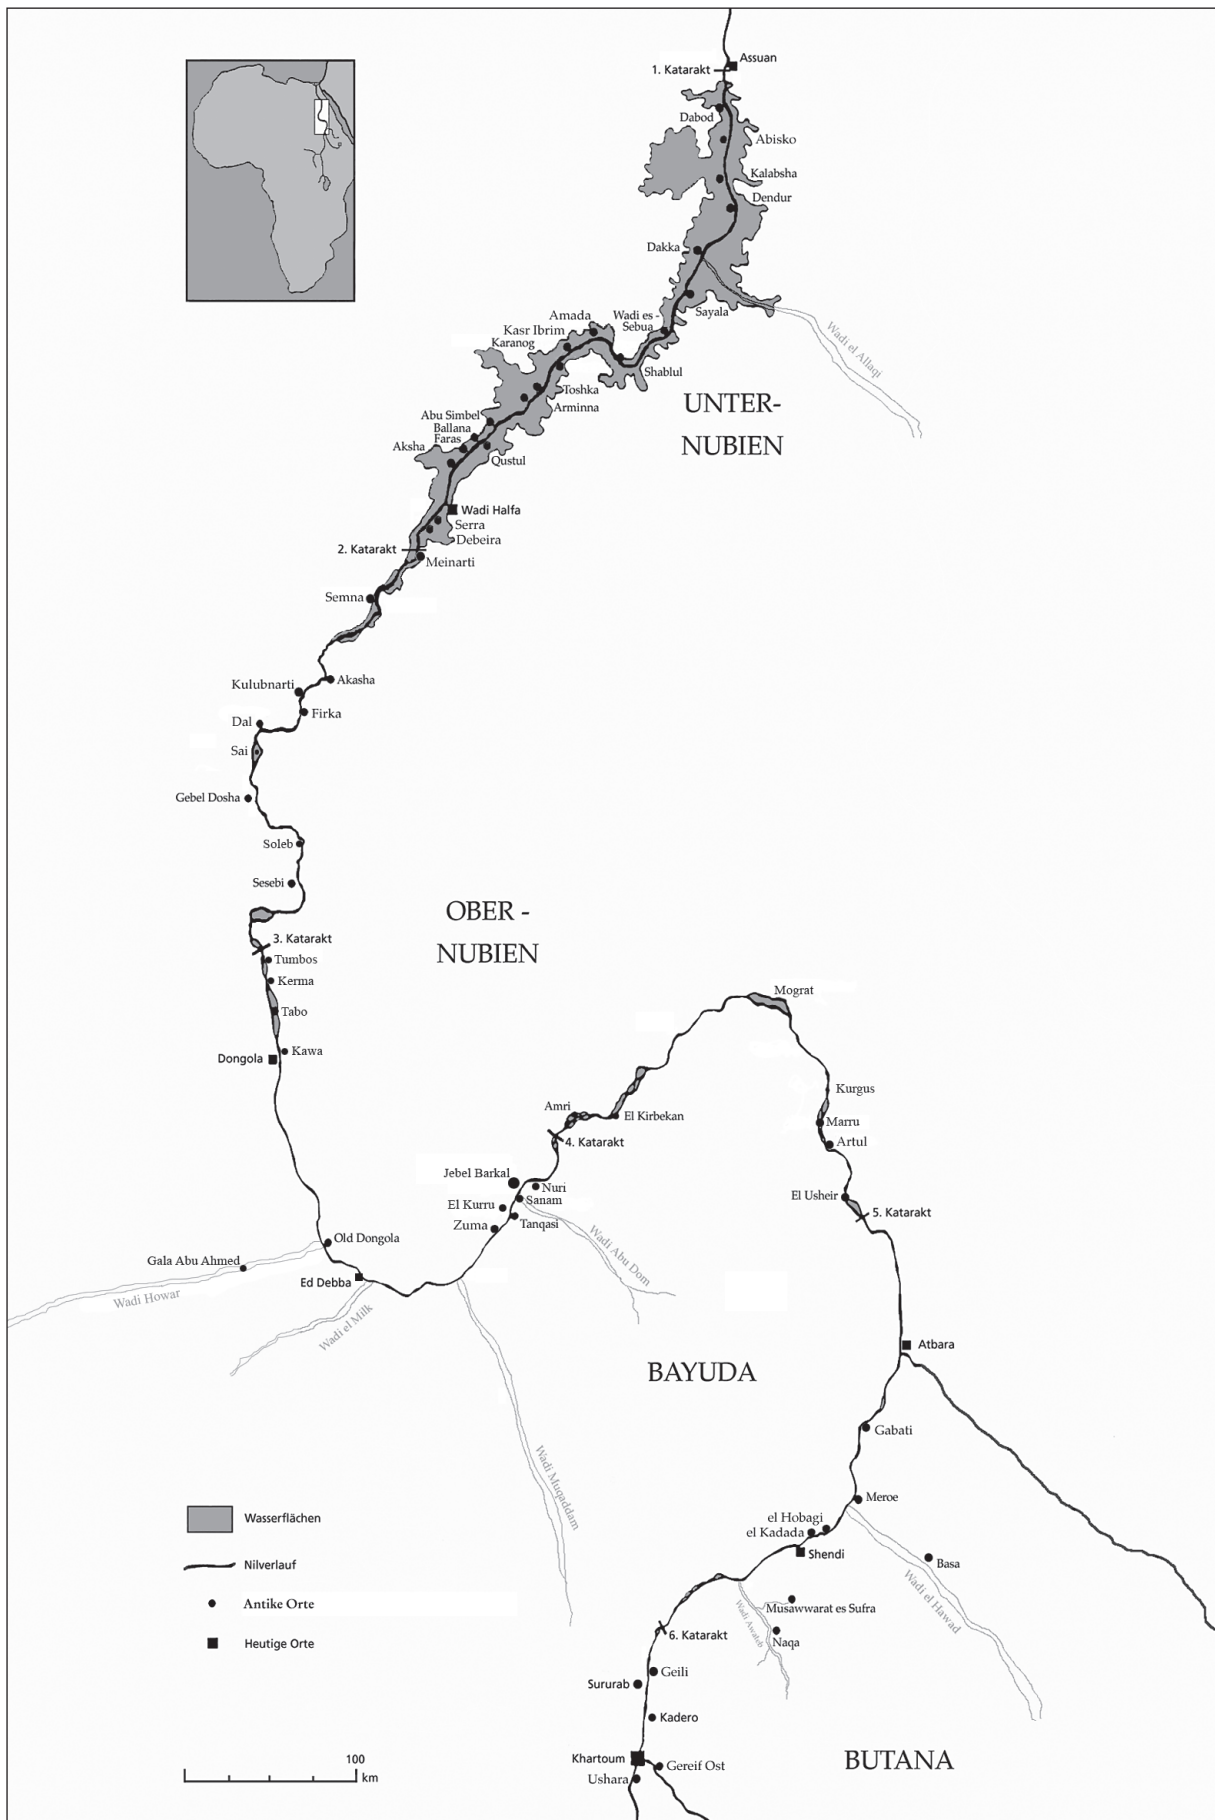 Assuan
1. Katarakt
Dabod
Abisko
Kalabsha
Dendur
Dakka
Sayala
Wadi es -
Sebua
Amada
Kasr Ibrim
Karanog
Shablul
Wadi el Allaqi
Toshka
Arminna
UNTER-
NUBIEN
Abu Simbel
Ballana
Faras
Aksha
Qustul
Wadi Halfa
Serra
Debeira
2. Katarakt
Meinarti
Semna
Akasha
Kulubnarti
Firka
Dal
Sai
Gebel Dosha
Soleb
Sesebi
OBER -
NUBIEN
3. Katarakt
Tumbos
Kerma
Tabo
Kawa
Dongola
Mograt
Kurgus
Marru
Artul
Amri
El Kirbekan
4. Katarakt
Jebel Barkal
Nuri
Sanam
El Kurru
Tanqasi
Zuma
El Usheir
5. Katarakt
Old Dongola
Gala Abu Ahmed
Ed Debba
Wadi Howar
Wadi el Milk
Wadi Abu Dom
Wadi Muqaddam
BAYUDA
Atbara
Gabati
Meroe
el Hobagi
el Kadada
Shendi
Basa
Wadi el Hawad
Musawwarat es Sufra
Wadi Awateb
Naqa
6. Katarakt
Geili
Sururab
Kadero
Khartoum
Gereif Ost
Ushara
BUTANA
Wasserflächen
Nilverlauf
Antike Orte
Heutige Orte
100
km